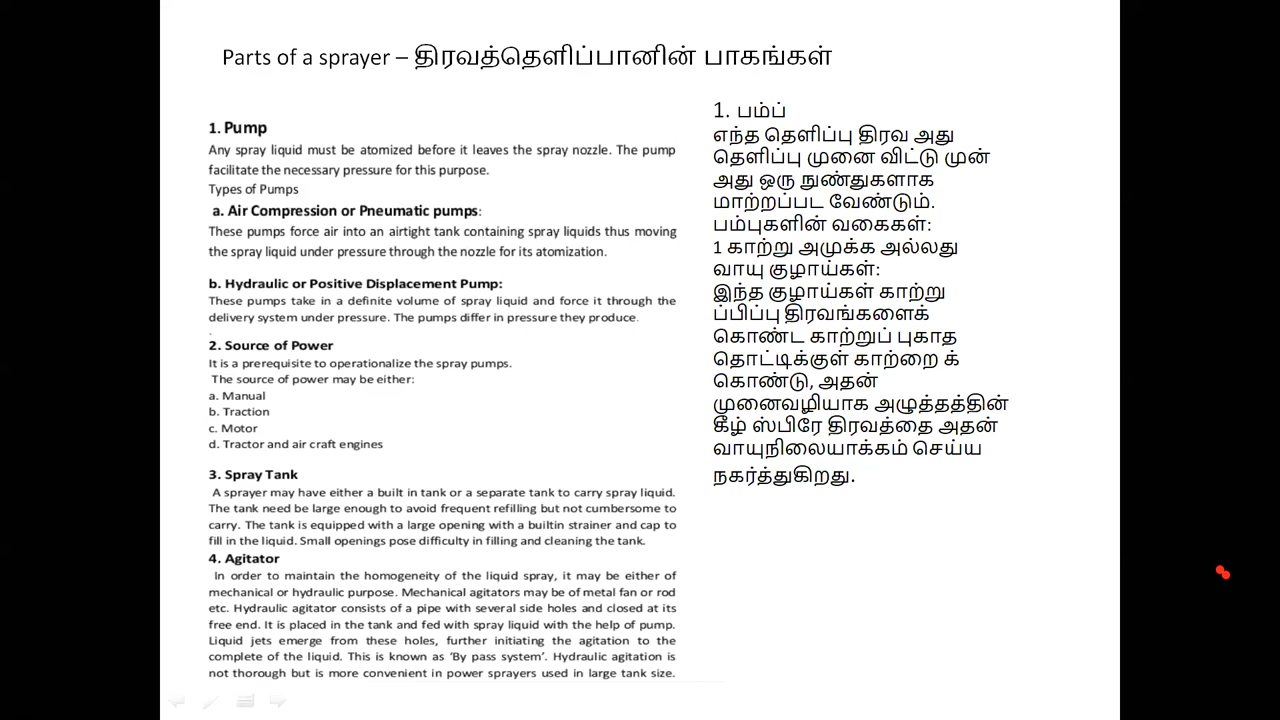 Parts of a sprayer – திரவத்தெளிப்பானின் பாகங்கள்
1. Pump
Any spray liquid must be atomized before it leaves the spray nozzle. The pump
facilitate the necessary pressure for this purpose.
Types of Pumps
a. Air Compression or Pneumatic pumps:
These pumps force air into an airtight tank containing spray liquids thus moving
the spray liquid under pressure through the nozzle for its atomization.
b. Hydraulic or Positive Displacement Pump:
These pumps take in a definite volume of spray liquid and force it through the
delivery system under pressure. The pumps differ in pressure they produce.
.
2. Source of Power
It is a prerequisite to operationalize the spray pumps.
The source of power may be either:
a. Manual
b. Traction
c. Motor
d. Tractor and air craft engines
3. Spray Tank
A sprayer may have either a built in tank or a separate tank to carry spray liquid.
The tank need be large enough to avoid frequent refilling but not cumbersome to
carry. The tank is equipped with a large opening with a builtin strainer and cap to
fill in the liquid. Small openings pose difficulty in filling and cleaning the tank.
4. Agitator
In order to maintain the homogeneity of the liquid spray, it may be either of
mechanical or hydraulic purpose. Mechanical agitators may be of metal fan or rod
etc. Hydraulic agitator consists of a pipe with several side holes and closed at its
free end. It is placed in the tank and fed with spray liquid with the help of pump.
Liquid jets emerge from these holes, further initiating the agitation to the
complete of the liquid. This is known as ‘By pass system’. Hydraulic agitation is
not thorough but is more convenient in power sprayers used in large tank size.
1. பம்ப்
எந்த தெளிப்பு திரவ அது
தெளிப்பு முனை விட்டு முன்
அது ஒரு நுண்துகளாக
மாற்றப்பட வேண்டும்.
பம்புகளின் வகைகள்:
1 காற்று அமுக்க அல்லது
வாயு குழாய்கள்:
இந்த குழாய்கள் காற்று
ப்பிப்பு திரவங்களைக்
கொண்ட காற்றுப் புகாத
தொட்டிக்குள் காற்றை க்
கொண்டு, அதன்
முனைவழியாக அழுத்தத்தின்
கீழ் ஸ்பிரே திரவத்தை அதன்
வாயுநிலையாக்கம் செய்ய
நகர்த்துகிறது.